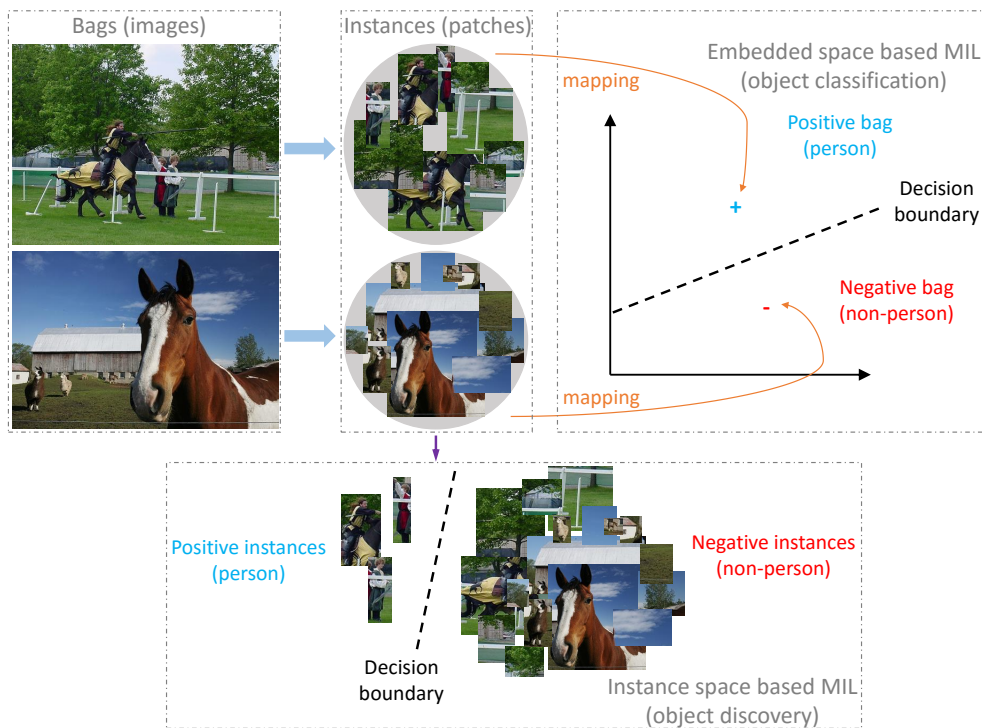 Bags (images)
Instances (patches)
mapping
Embedded space based MIL
(object classification)
Positive bag
(person)
+
Decision
boundary
-
Negative bag
(non-person)
mapping
Positive instances
(person)
Negative instances
(non-person)
Decision
boundary
Instance space based MIL
(object discovery)